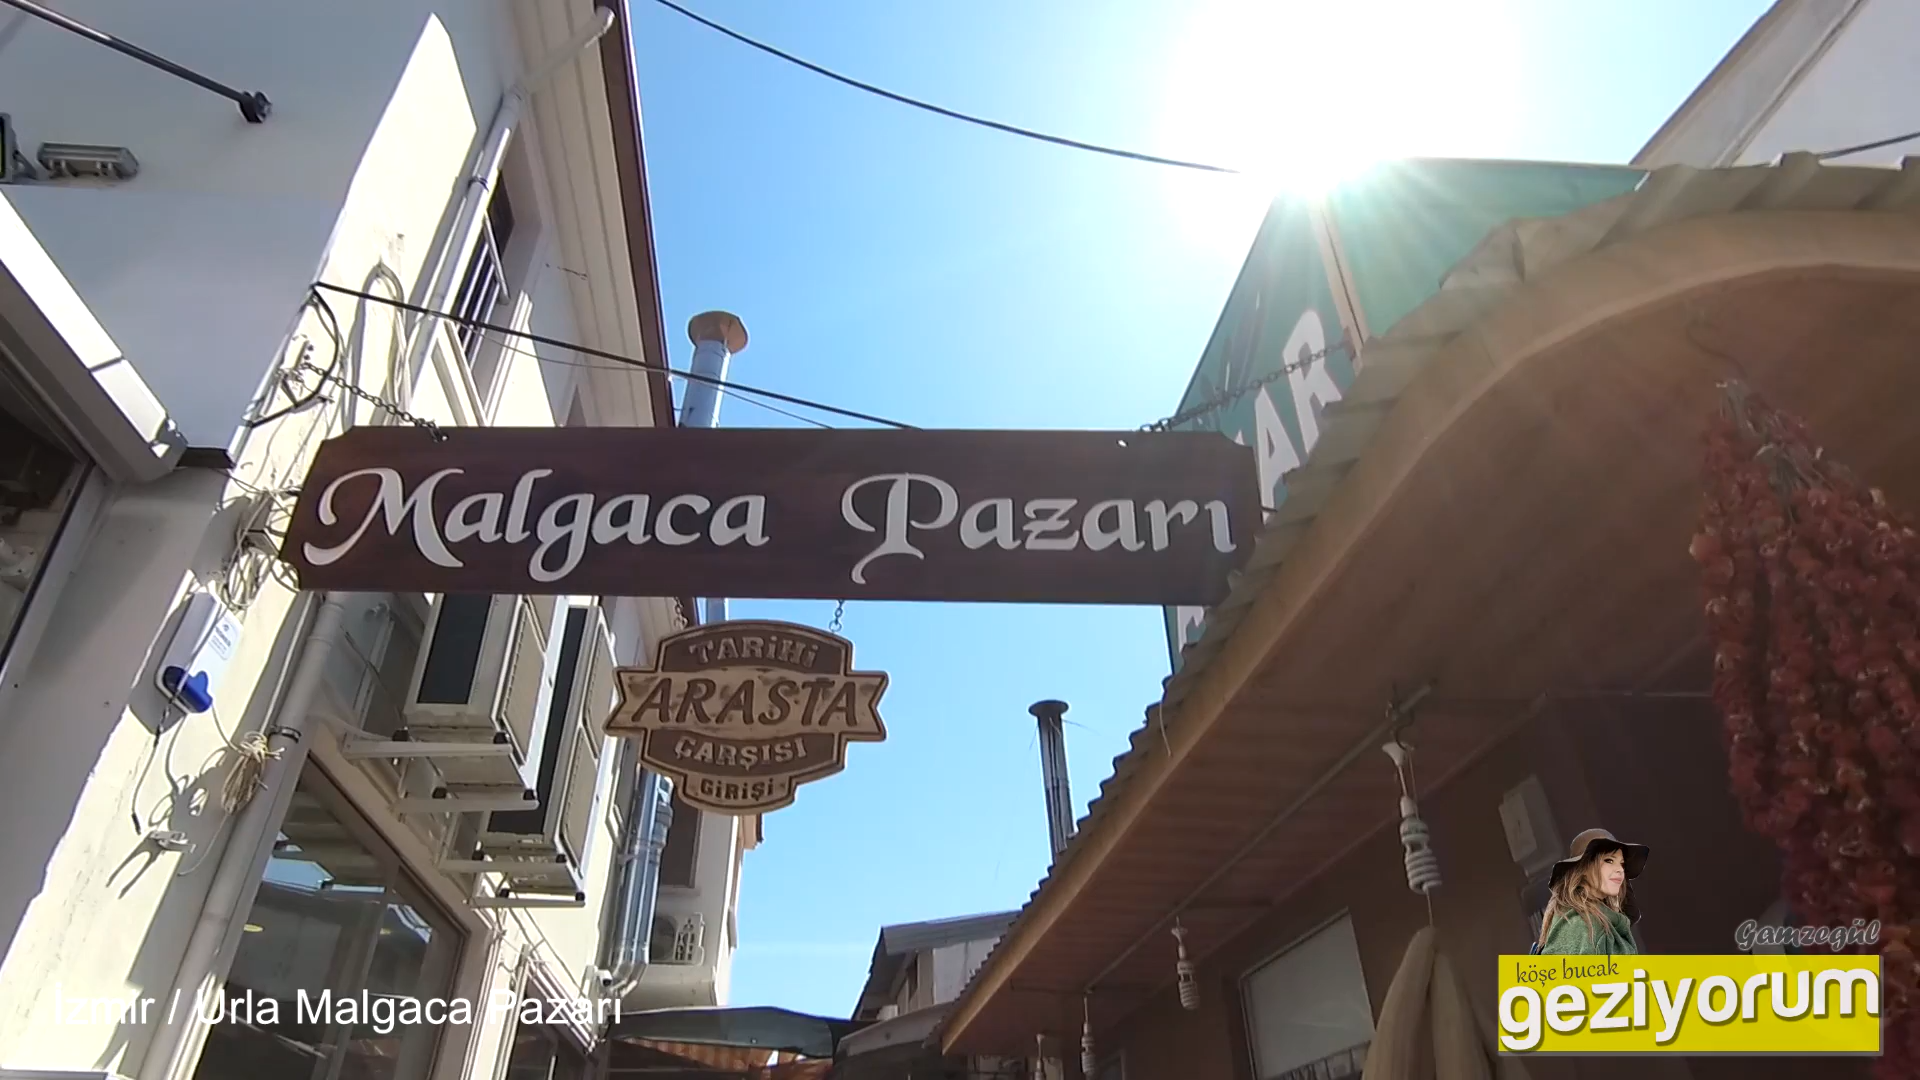 Malgaca Pazarı
TARİHİ
ARASTA
ÇARŞISI
GİRİŞİ
İzmir / Urla Malgaca Pazarı
Gamzegül
köşe bucak
geziyorum